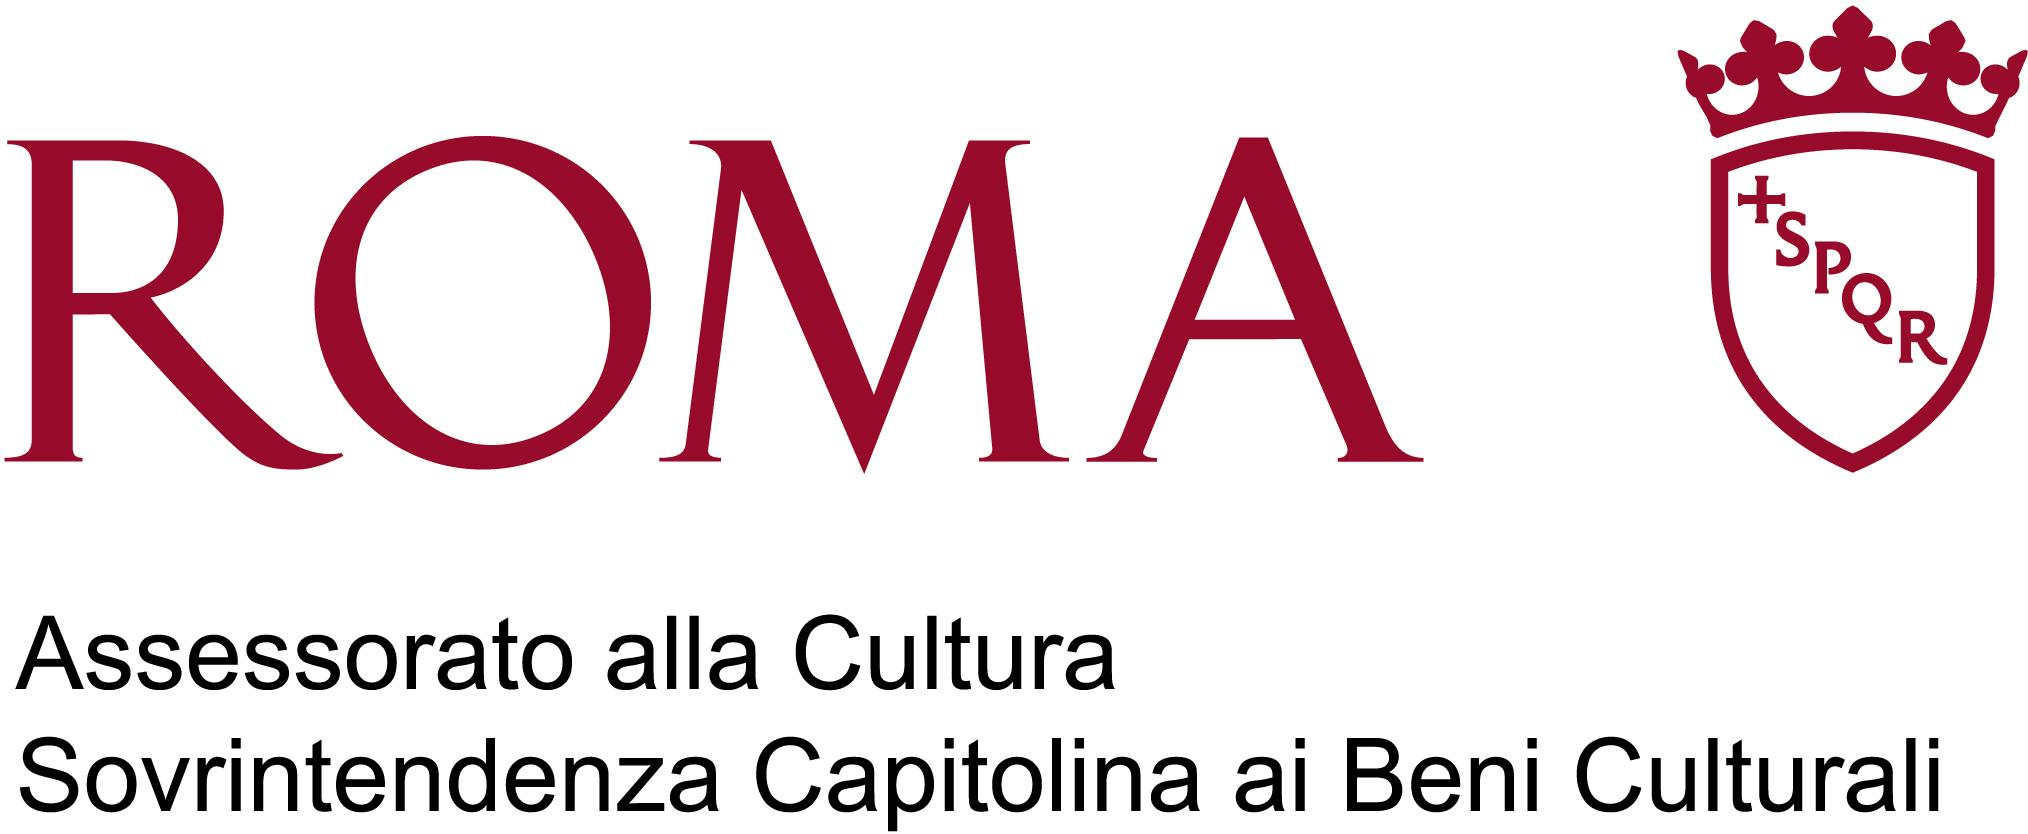 ROMA
+SPQR
Assessorato alla Cultura
Sovrintendenza Capitolina ai Beni Culturali